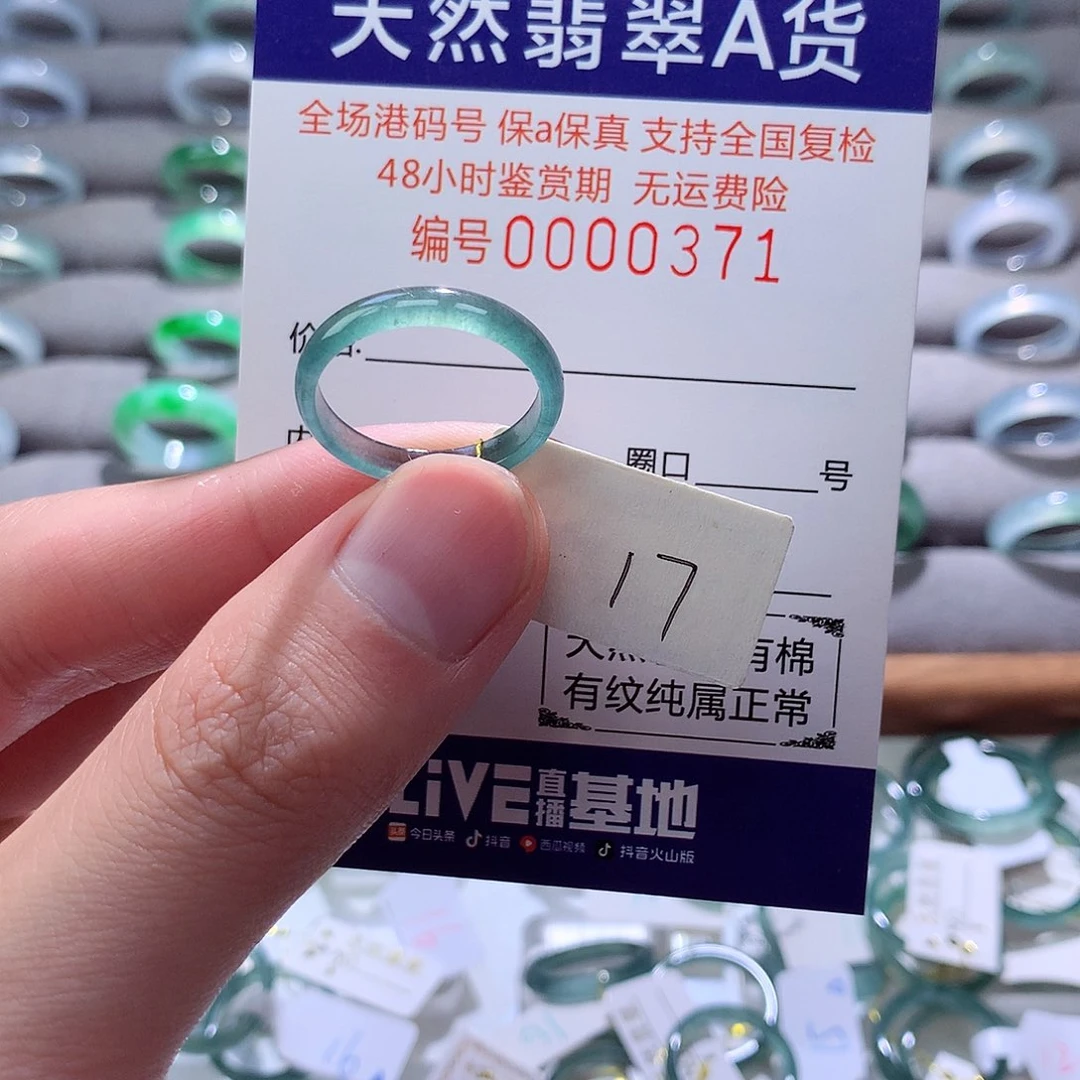 天然翡翠A货
全场港码号 保a保真 支持全国复检
48小时鉴赏期 无运费险
编号0000371
价
圈口 号
17
有棉
有纹纯属正常
LiVE直播基地
今日头条 抖音 西瓜视频 抖音火山版
16